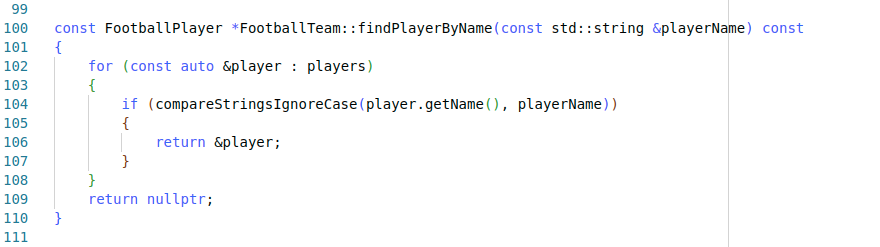 99
100 const FootballPlayer *FootballTeam::findPlayerByName(const std::string &playerName) const
101 {
102     for (const auto &player : players)
103     {
104         if (compareStringsIgnoreCase(player.getName(), playerName))
105         {
106             return &player;
107         }
108     }
109     return nullptr;
110 }
111